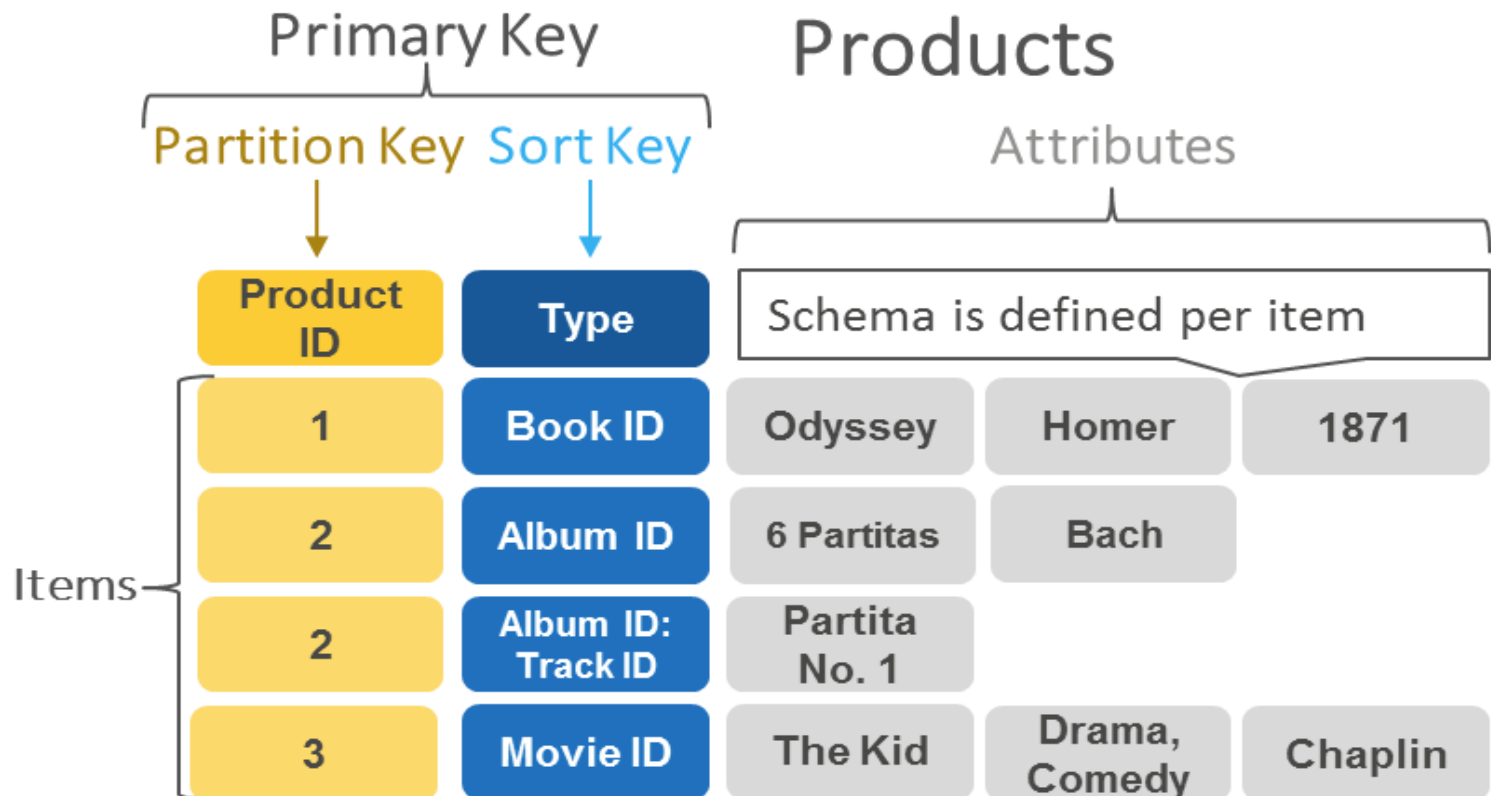 Primary Key
Products
Partition Key
Sort Key
Attributes
Product
ID
Type
Schema is defined per item
Items
1
Book ID
Odyssey
Homer
1871
2
Album ID
6 Partitas
Bach
2
Album ID:
Track ID
Partita
No. 1
3
Movie ID
The Kid
Drama,
Comedy
Chaplin